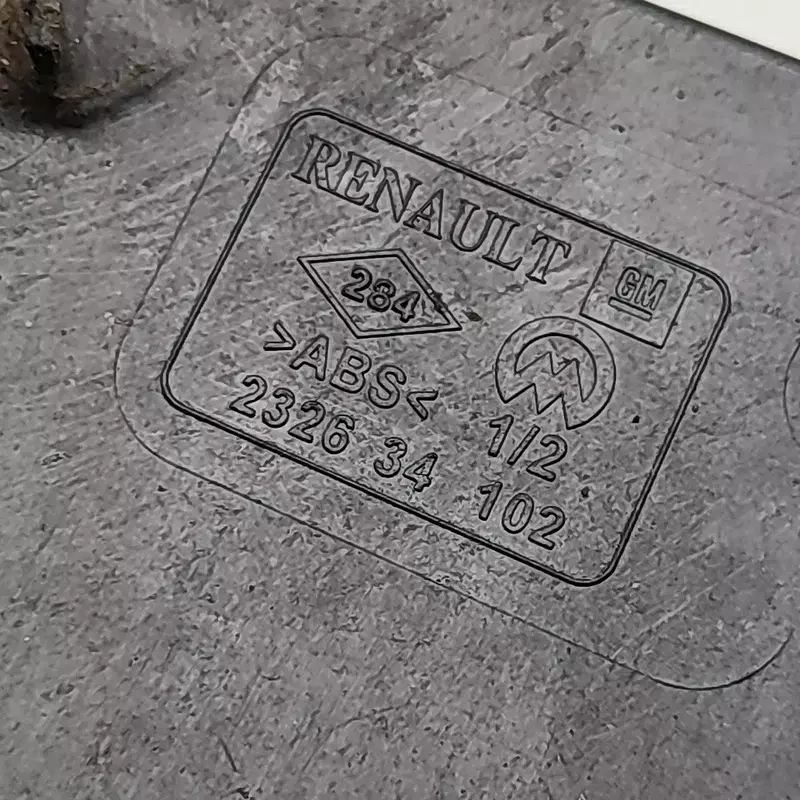 RENAULT
GM
284
>ABS<
1/2
2326 34 102